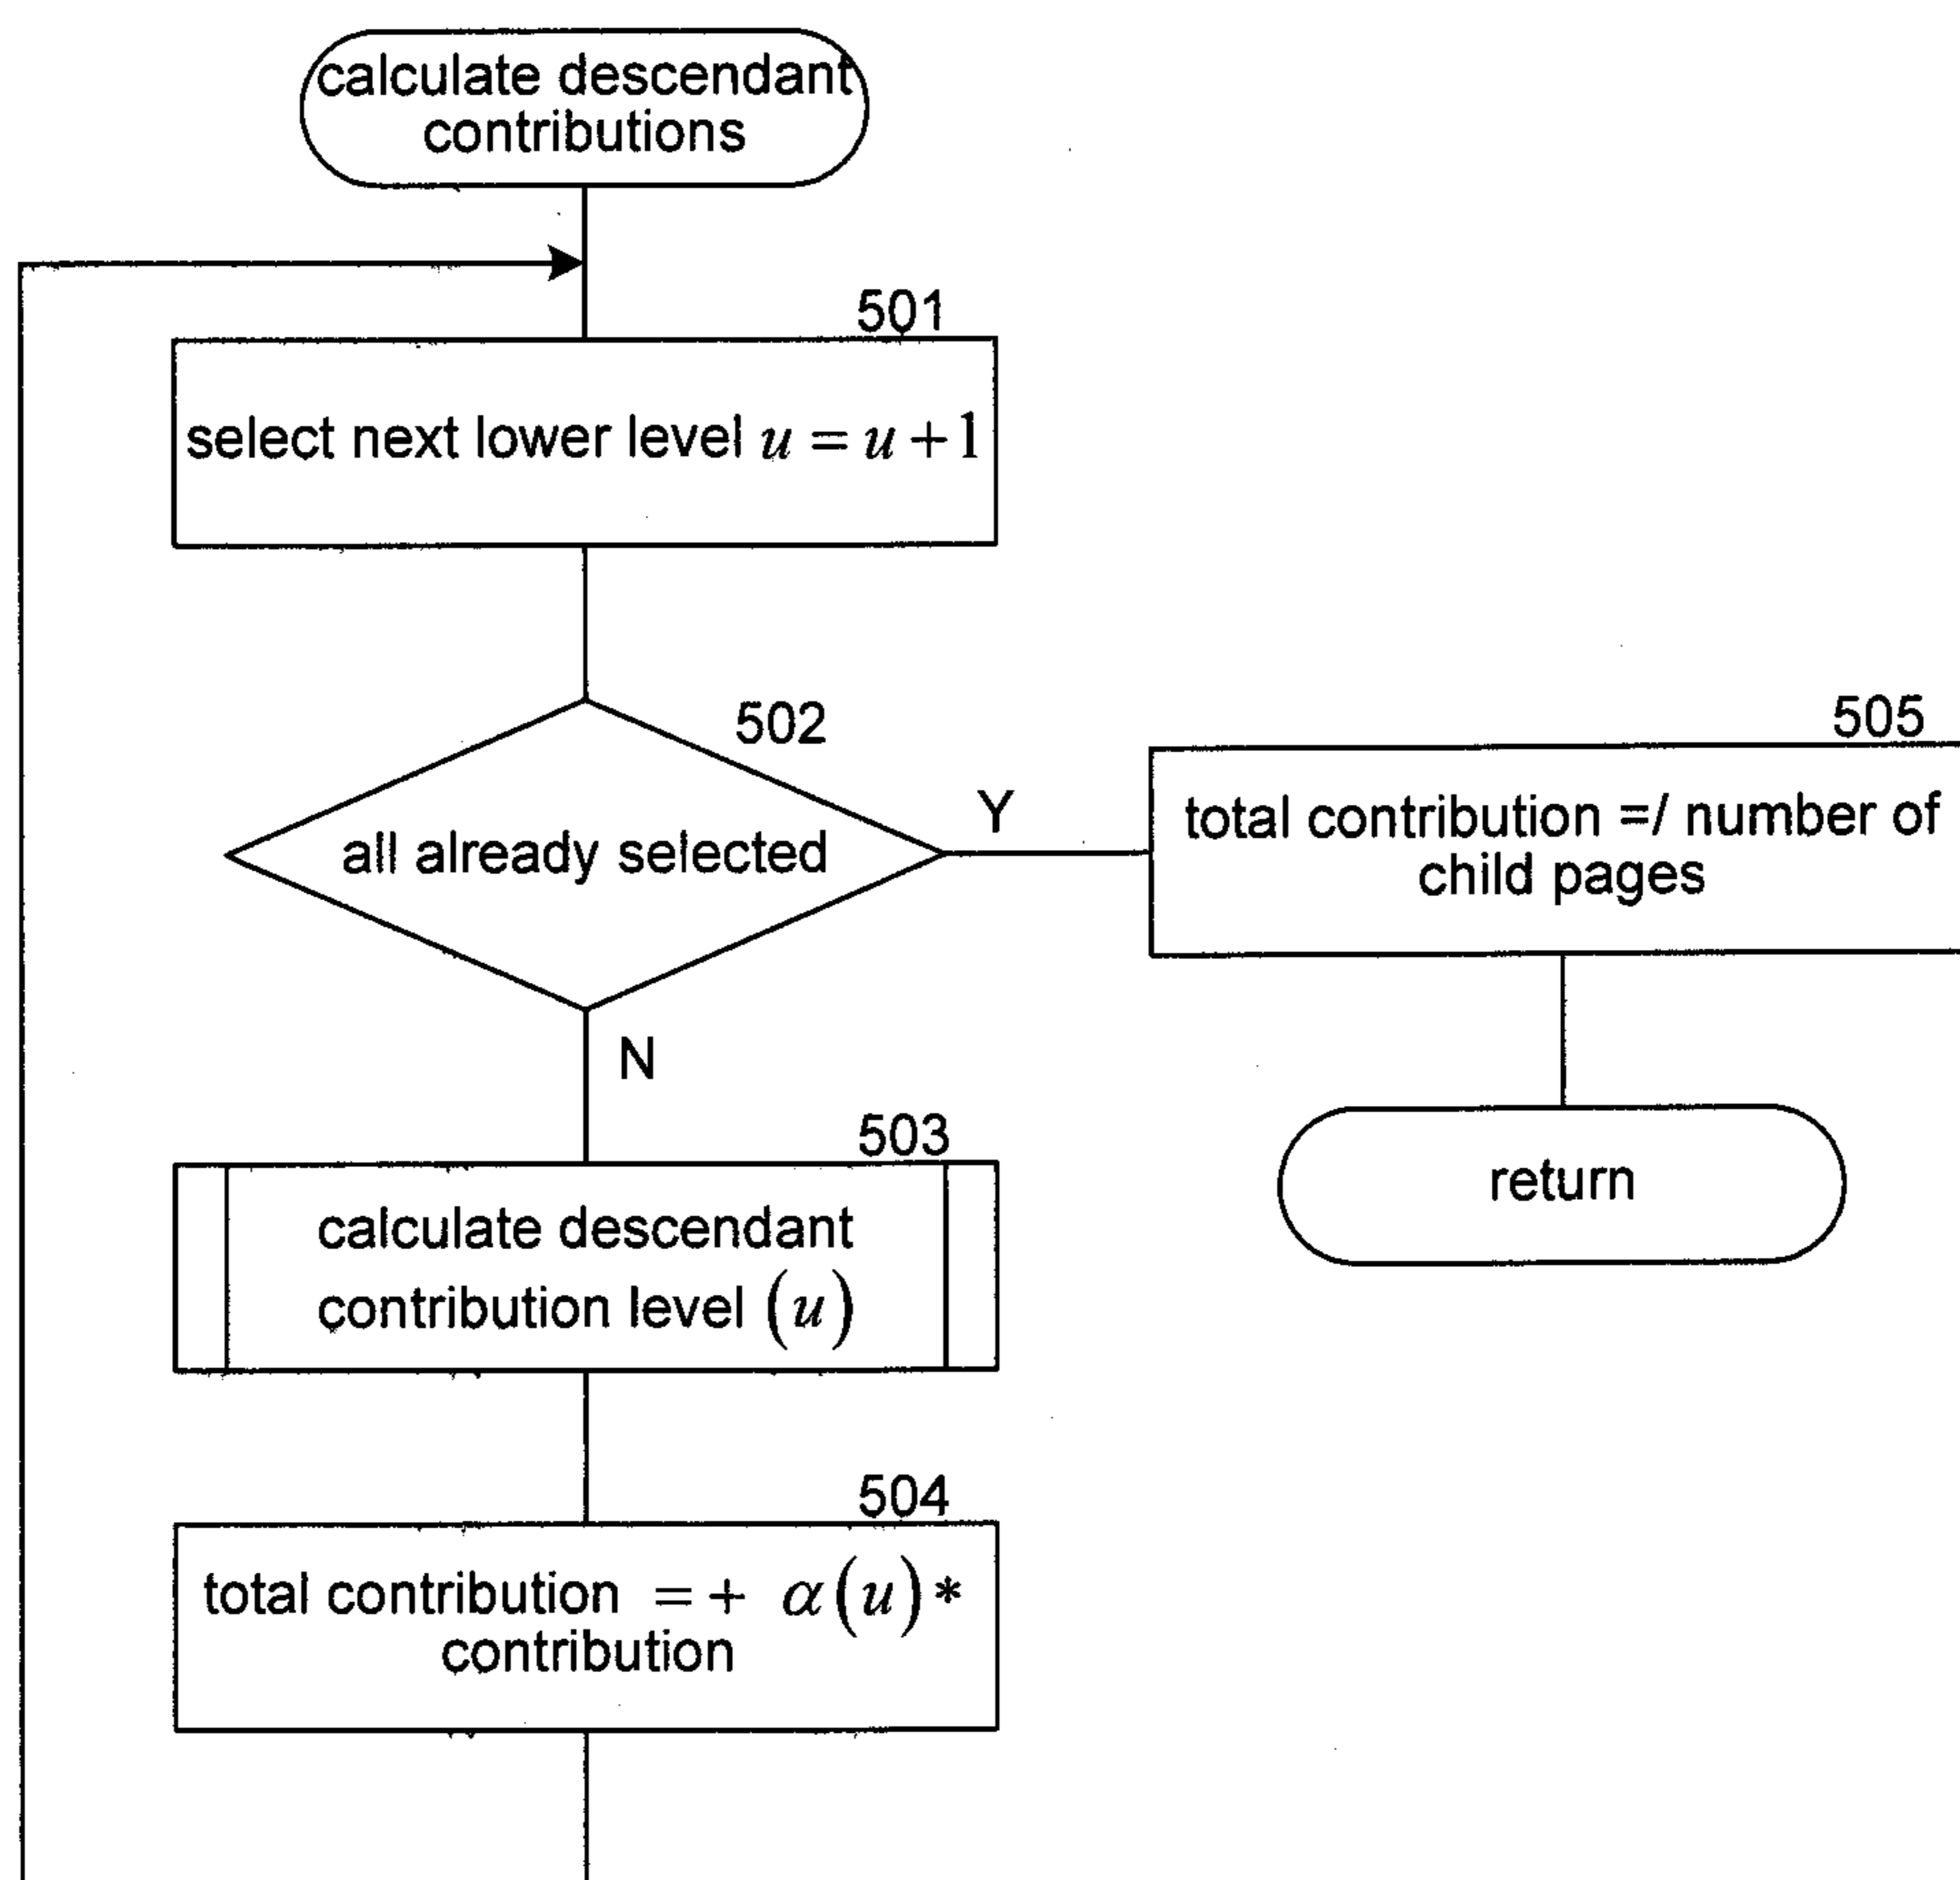 calculate descendant
contributions
501
select next lower level u = u +1
502
all already selected
Y
N
503
calculate descendant
contribution level (u)
504
total contribution =+ α(u)*
contribution
505
total contribution =/ number of
child pages
return